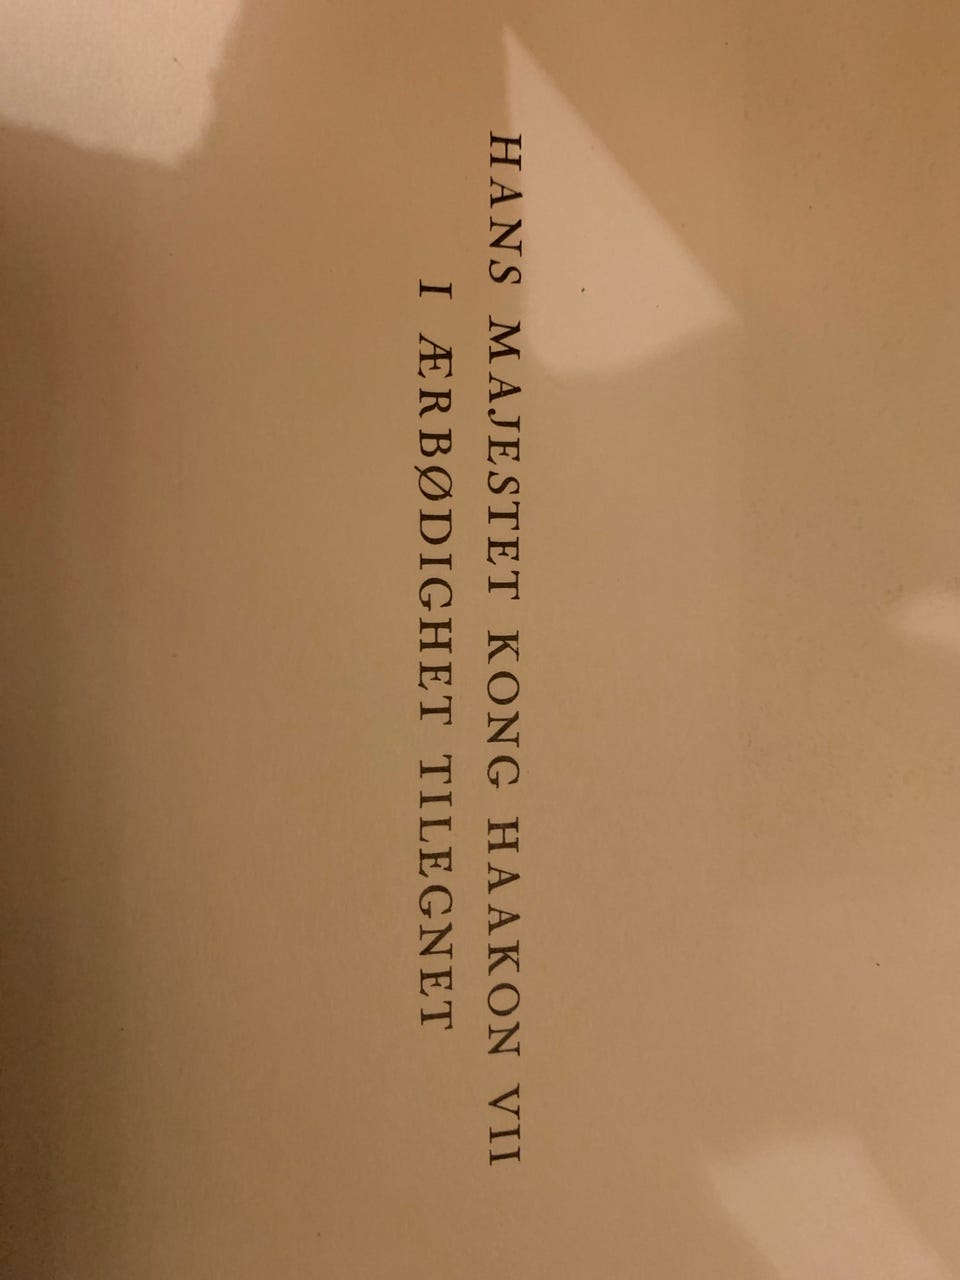 HANS MAJESTET KONG HAAKON VII
I ÆRBØDIGHET TILEGNET